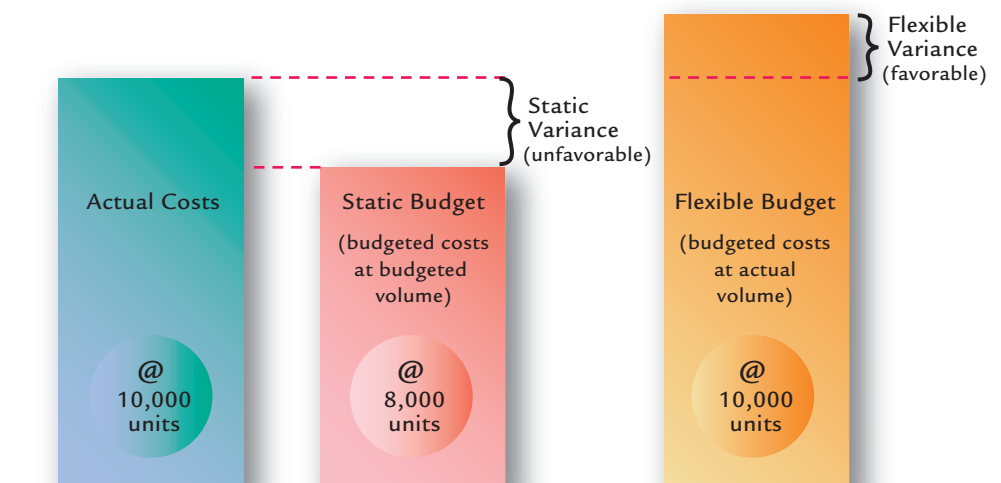 Flexible
Variance
(favorable)
Static
Variance
(unfavorable)
Actual Costs
@
10,000
units
Static Budget
(budgeted costs
at budgeted
volume)
@
8,000
units
Flexible Budget
(budgeted costs
at actual
volume)
@
10,000
units